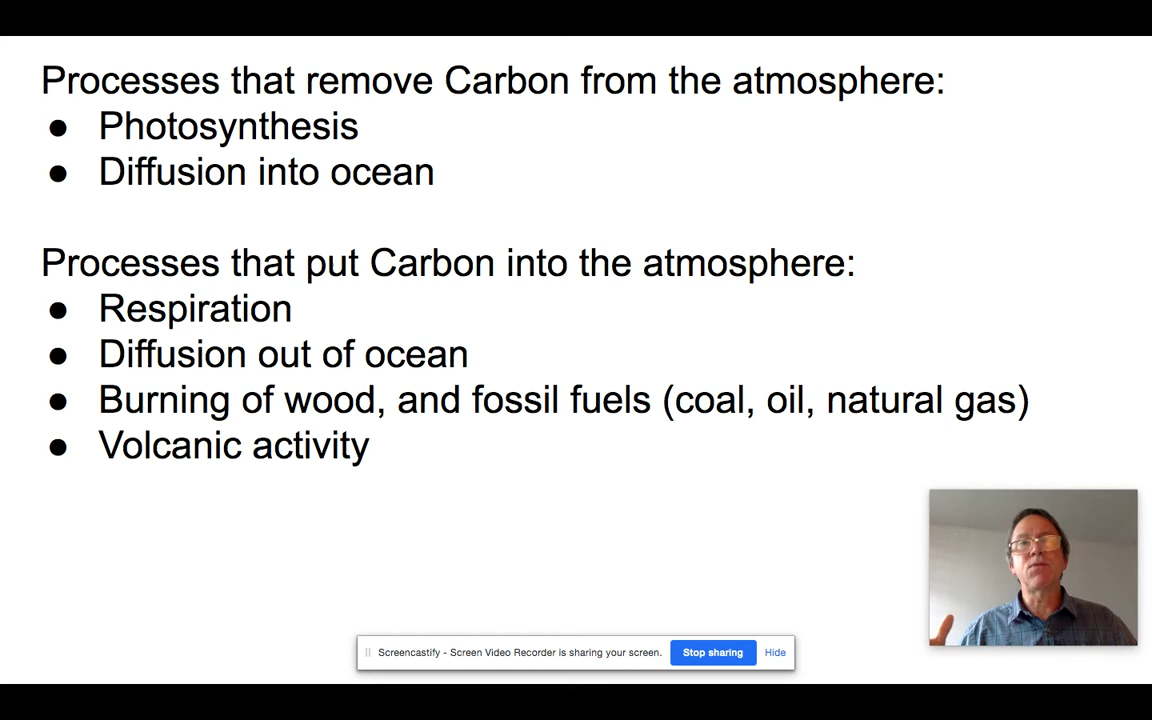 Processes that remove Carbon from the atmosphere:
● Photosynthesis
● Diffusion into ocean
Processes that put Carbon into the atmosphere:
● Respiration
● Diffusion out of ocean
● Burning of wood, and fossil fuels (coal, oil, natural gas)
● Volcanic activity
Screencastify - Screen Video Recorder is sharing your screen. Stop sharing Hide